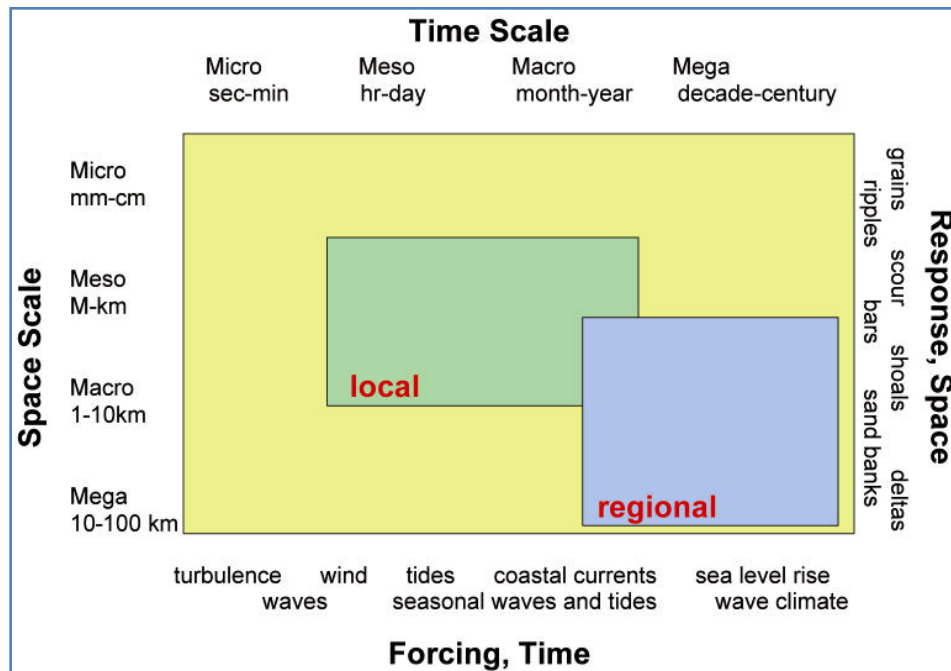 Time Scale
Micro
sec-min
Meso
hr-day
Macro
month-year
Mega
decade-century
Space Scale
Micro
mm-cm
Meso
M-km
Macro
1-10km
Mega
10-100 km
local
regional
grains
ripples
scour
bars
shoals
sand banks
deltas
Response, Space
turbulence
waves
wind
tides
seasonal waves and tides
coastal currents
sea level rise
wave climate
Forcing, Time